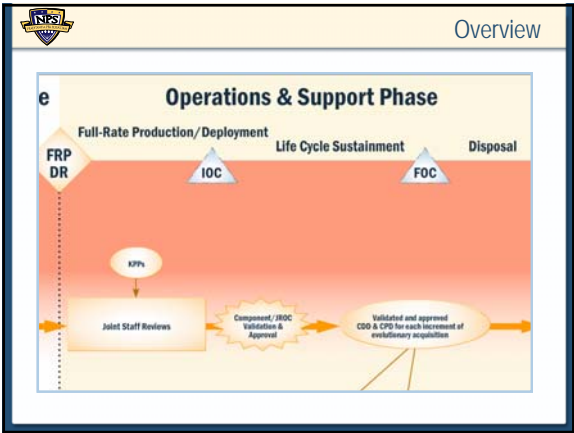 NPS
Overview
e
Operations & Support Phase
Full-Rate Production/Deployment
Life Cycle Sustainment
Disposal
FRP
DR
IOC
FOC
KPPs
Joint Staff Reviews
Component/JROC
Validation &
Approval
Validated and approved
CDD & CPD for each increment of
evolutionary acquisition